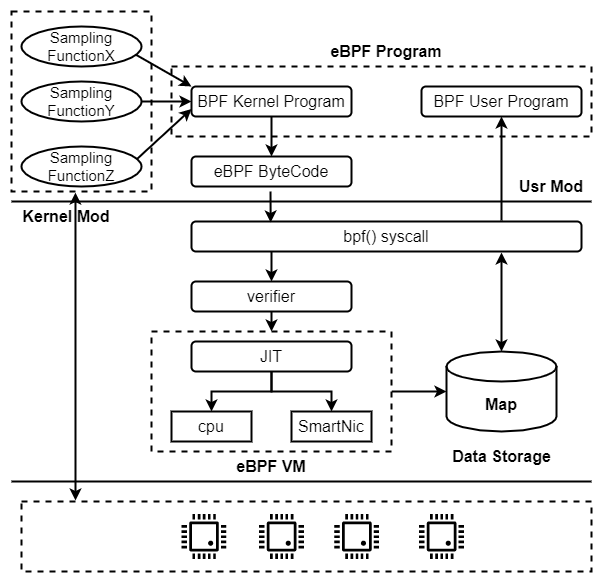 Sampling
FunctionX
eBPF Program
Sampling
FunctionY
BPF Kernel Program
BPF User Program
Sampling
FunctionZ
eBPF ByteCode
Usr Mod
Kernel Mod
bpf() syscall
verifier
JIT
cpu
SmartNic
Map
eBPF VM
Data Storage